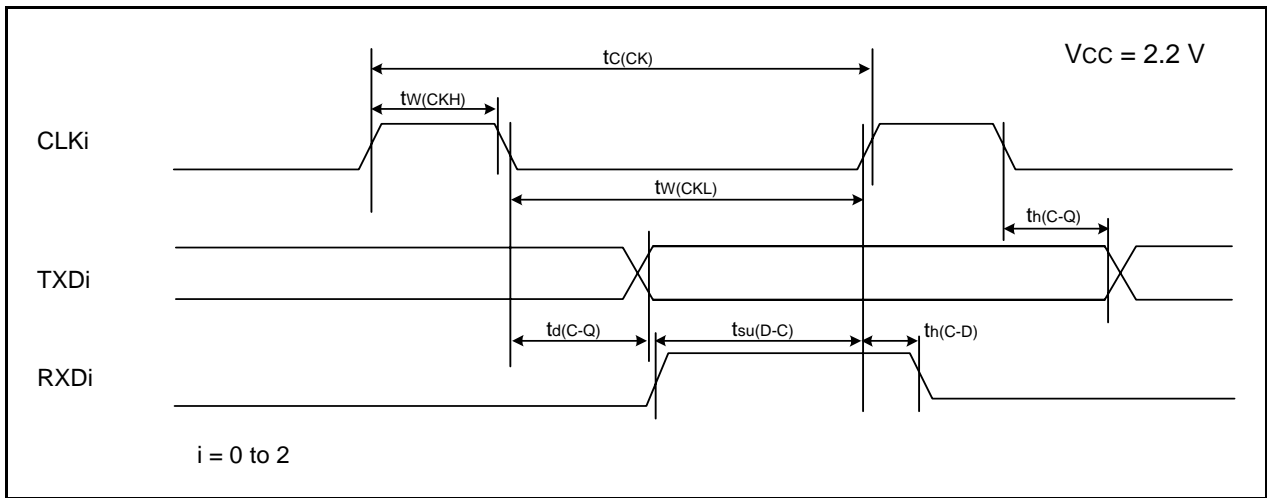 tC(CK)
VCC = 2.2 V
tW(CKH)
CLKi
tW(CKL)
th(C-Q)
TXDi
td(C-Q)
tsu(D-C)
th(C-D)
RXDi
i = 0 to 2